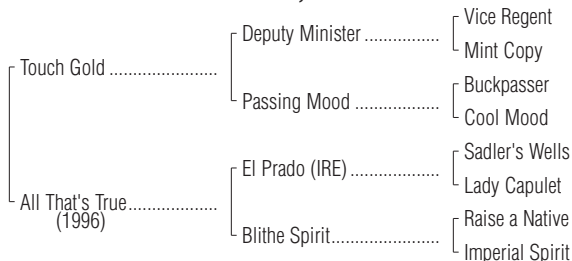 Vice Regent
Deputy Minister ................
Mint Copy
Touch Gold .......................
Buckpasser
Passing Mood ..................
Cool Mood
Sadler's Wells
El Prado (IRE) ...................
Lady Capulet
All That's True...................
(1996)
Raise a Native
Blithe Spirit.......................
Imperial Spirit